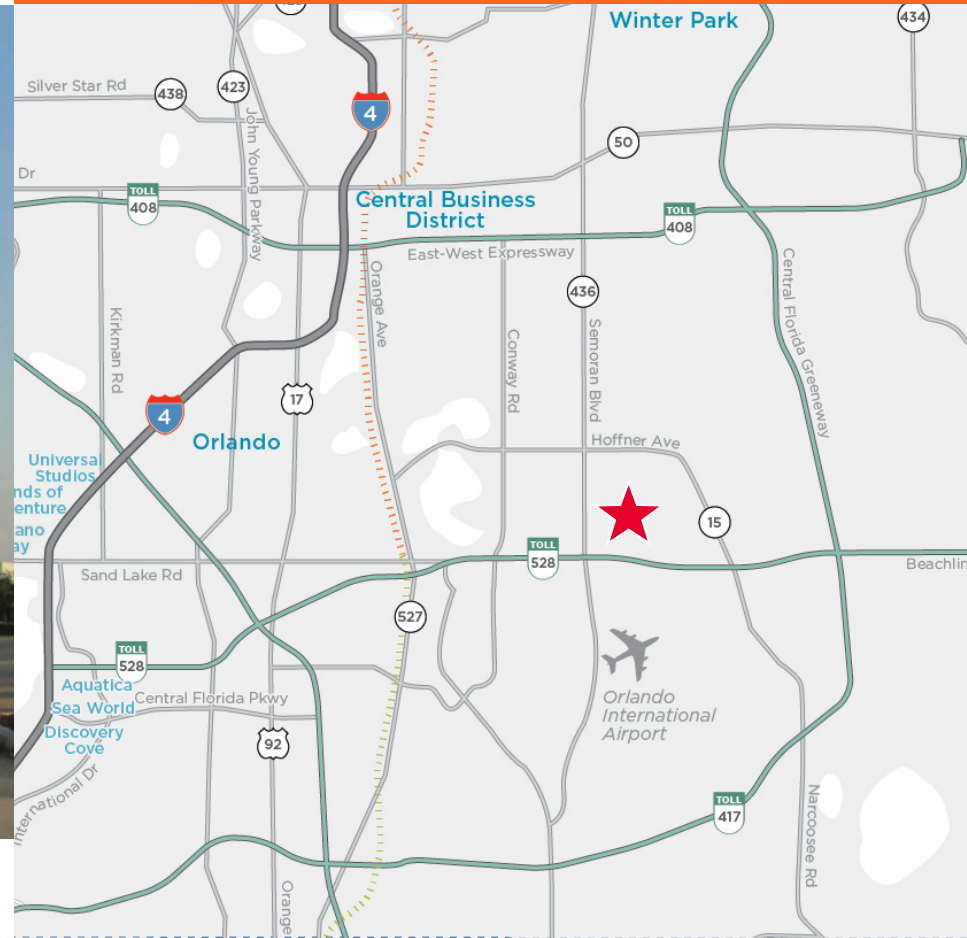 Winter Park
434
Silver Star Rd
438
423
4
John Young Parkway
50
Dr
TOLL
408
Central Business
District
TOLL
408
East-West Expressway
Orange Ave
436
Central Florida Greeneway
Kirkman Rd
Conway Rd
Semoran Blvd
17
4
Orlando
Hoffner Ave
Universal
Studios
nds of
enture
ano
ay
15
TOLL
528
Sand Lake Rd
Beachlin
527
TOLL
528
Aquatica
Sea World
Discovery
Cove
Central Florida Pkwy
Orlando
International
Airport
92
International Dr
TOLL
417
Narcoossee Rd
Orange